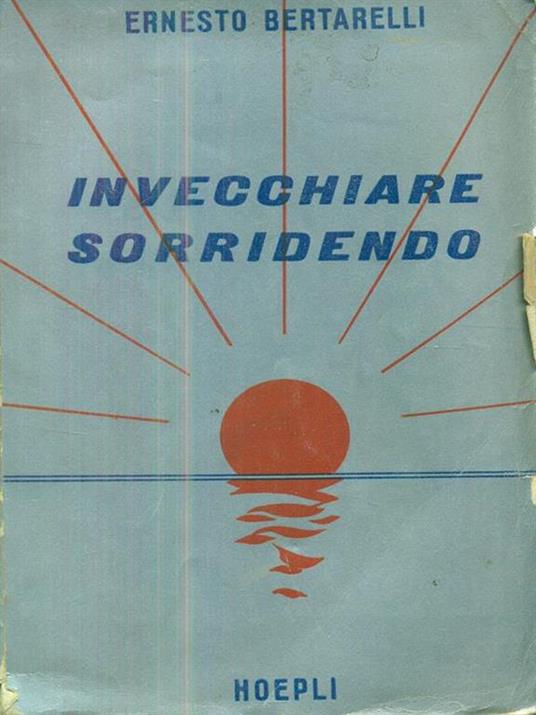 ERNESTO BERTARELLI
INVECCHIARE
SORRIDENDO
HOEPLI